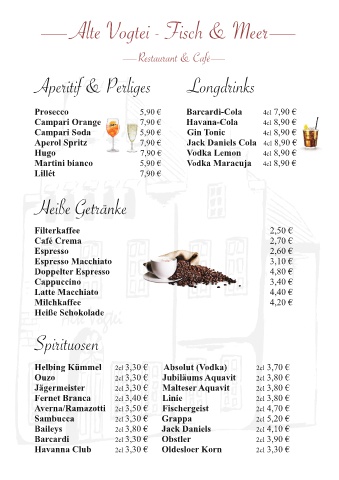 Alte Vogtei - Fisch & Meer
Restaurant & Cafe
Aperitif & Perliges
Prosecco 5,90 €
Campari Orange 7,90 €
Campari Soda 5,90 €
Aperol Spritz 7,90 €
Hugo 7,90 €
Martini bianco 5,90 €
Lillét 7,90 €
Longdrinks
Barcardi-Cola 4cl 7,90 €
Havana-Cola 4cl 8,90 €
Gin Tonic 4cl 8,90 €
Jack Daniels Cola 4cl 8,90 €
Vodka Lemon 4cl 8,90 €
Vodka Maracuja 4cl 8,90 €
Heiße Getränke
Filterkaffee 2,50 €
Café Crema 2,70 €
Espresso 2,60 €
Espresso Macchiato 3,10 €
Doppelter Espresso 4,80 €
Cappuccino 3,40 €
Latte Macchiato 4,40 €
Milchkaffee 4,20 €
Heiße Schokolade
Spirituosen
Helbing Kümmel 2cl 3,30 €
Ouzo 2cl 3,30 €
Jägermeister 2cl 3,30 €
Fernet Branca 2cl 3,40 €
Averna/Ramazotti 2cl 3,50 €
Sambucca 2cl 3,30 €
Baileys 2cl 3,80 €
Barcardi 2cl 3,30 €
Havanna Club 2cl 3,30 €
Absolut (Vodka) 2cl 3,70 €
Jubiläums Aquavit 2cl 3,80 €
Malteser Aquavit 2cl 3,80 €
Linie 2cl 3,80 €
Fischergeist 2cl 4,70 €
Grappa 2cl 5,20 €
Jack Daniels 2cl 4,10 €
Obstler 2cl 3,90 €
Oldesloer Korn 2cl 3,30 €